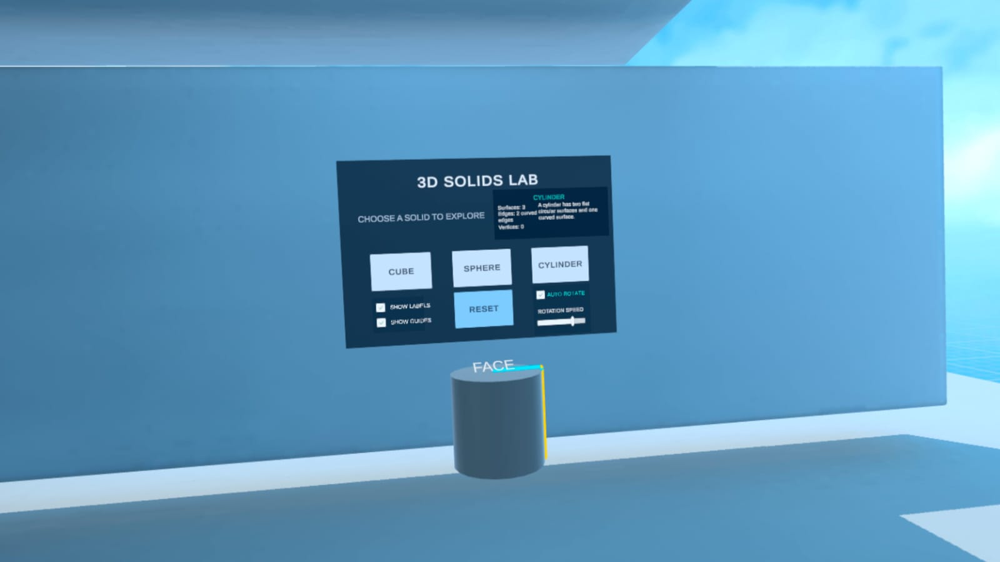 3D SOLIDS LAB
CHOOSE A SOLID TO EXPLORE
CYLINDER
Surfaces: 3
Edges: 2 curved
edges
Vertices: 0
A cylinder has two flat
circular surfaces and one
curved surface.
CUBE
SPHERE
CYLINDER
SHOW LABELS
SHOW GUIDES
RESET
AUTO ROTATE
ROTATION SPEED
FACE